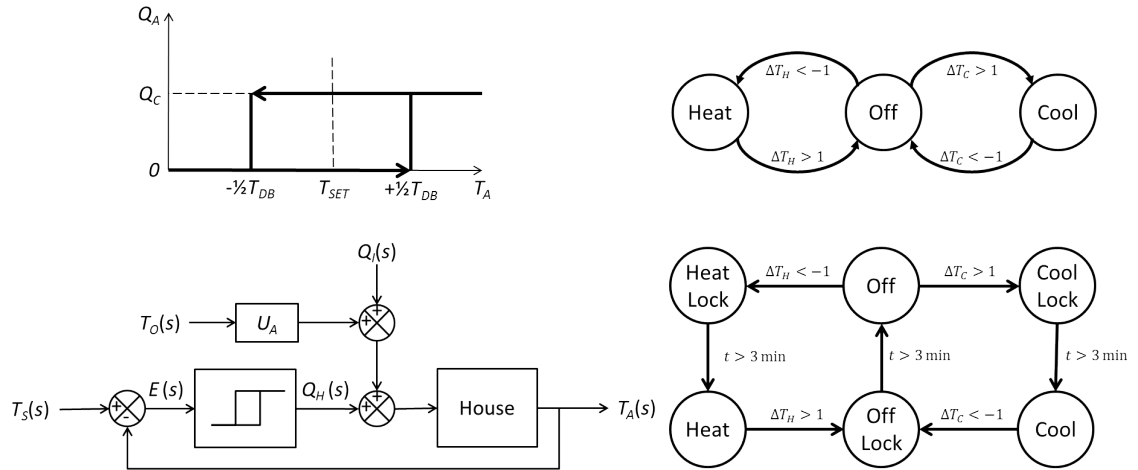 Q_A
Q_C
0
-½T_DB
T_SET
+½T_DB
T_A
ΔT_H < −1
ΔT_C > 1
Heat
Off
Cool
ΔT_H > 1
ΔT_C < −1
Q_I(s)
T_O(s)
U_A
+
+
T_S(s)
+
-
E(s)
Q_H(s)
+
+
House
T_A(s)
Heat
Lock
ΔT_H < −1
Off
ΔT_C > 1
Cool
Lock
t > 3 min
t > 3 min
t > 3 min
Heat
ΔT_H > 1
Off
Lock
ΔT_C < −1
Cool